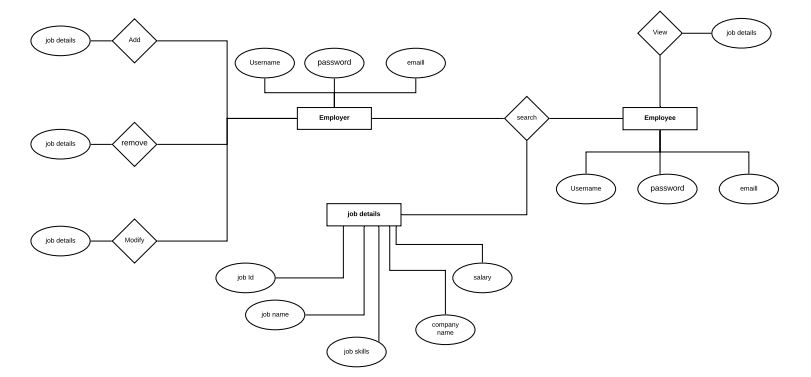 job details
Add
View
job details
Username
password
emaill
Employer
search
Employee
job details
remove
Username
password
emaill
job details
job details
Modify
job Id
salary
job name
company
name
job skills